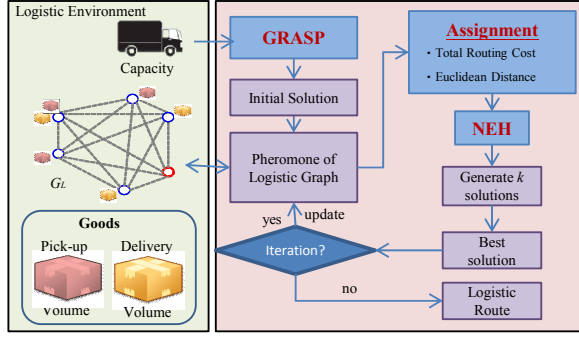 Logistic Environment
Capacity
G_L
Goods
Pick-up
Volume
Delivery
Volume
GRASP
Initial Solution
Pheromone of
Logistic Graph
yes
update
Iteration?
no
Assignment
· Total Routing Cost
· Euclidean Distance
NEH
Generate k
solutions
Best
solution
Logistic
Route